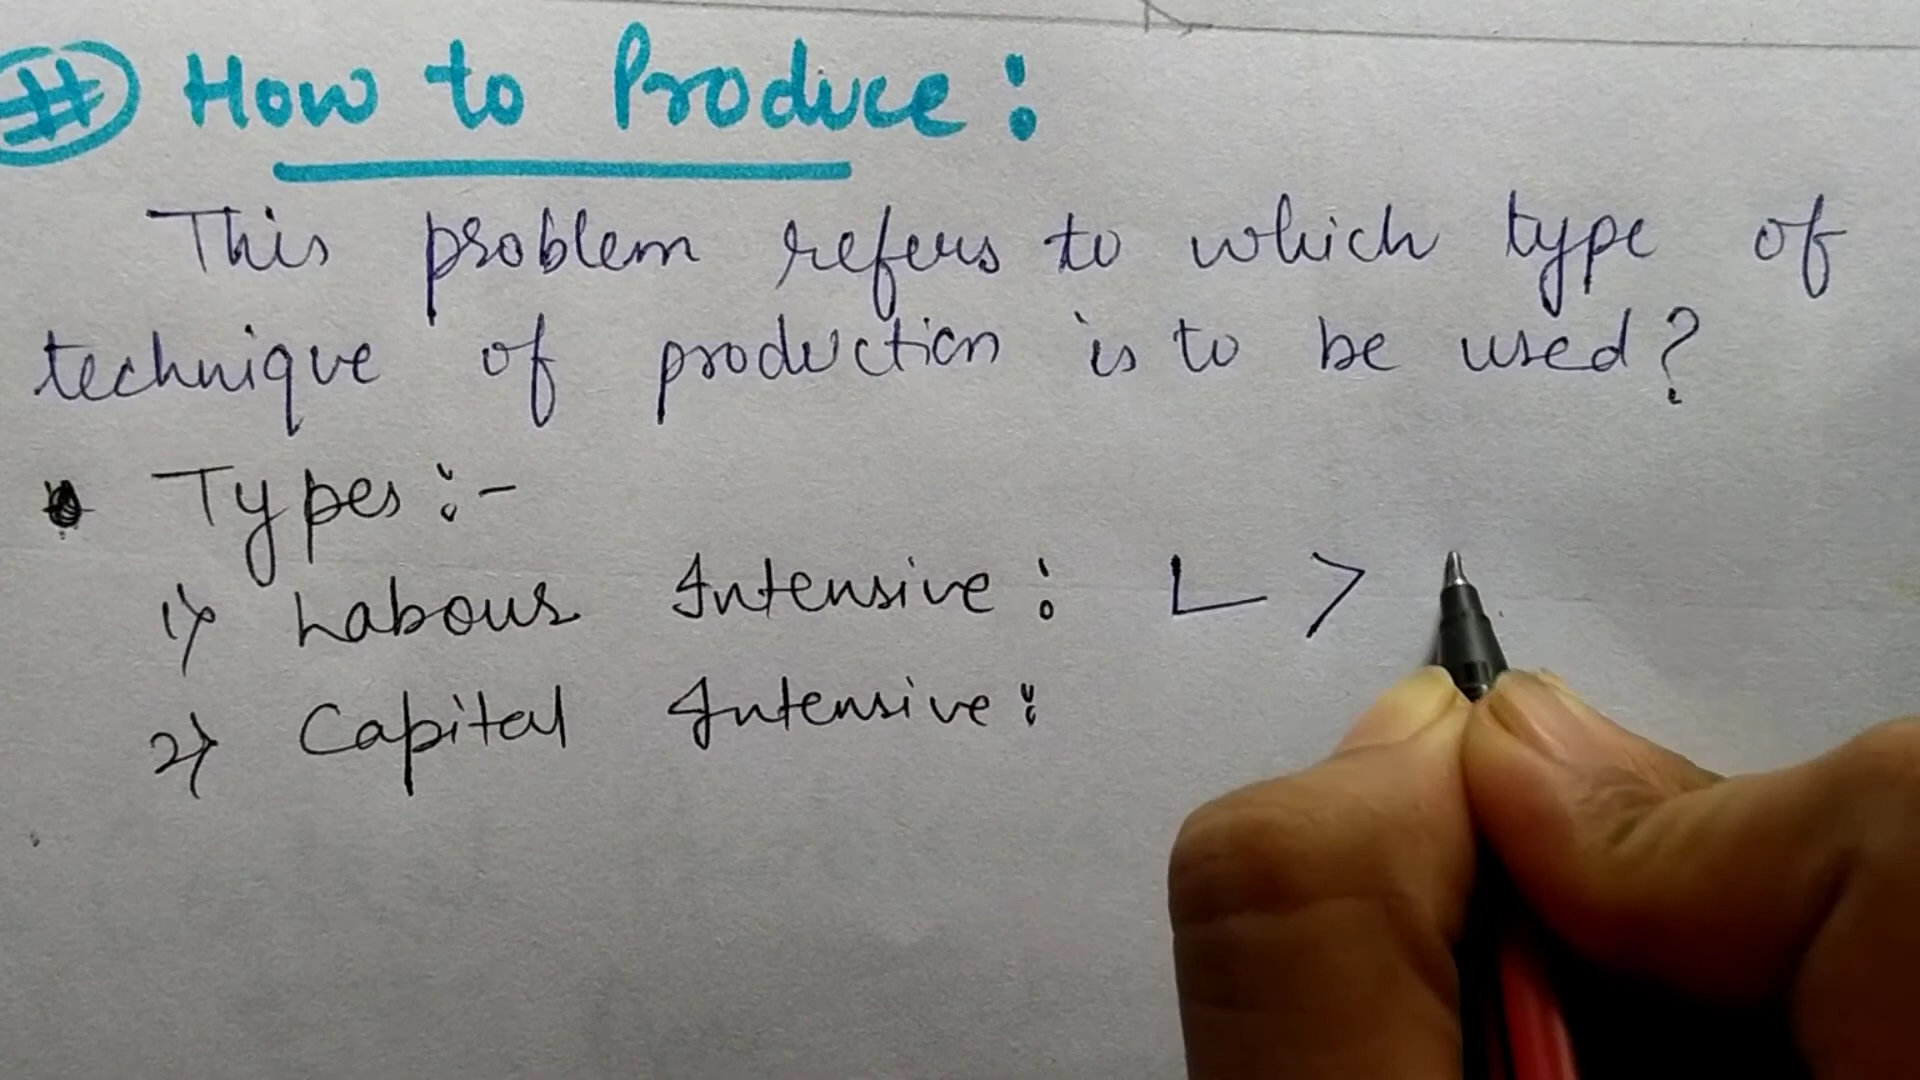 # How to Produce:
This problem refers to which type of
technique of production is to be used?
Types:-
1) Labour Intensive: L >
2) Capital Intensive: